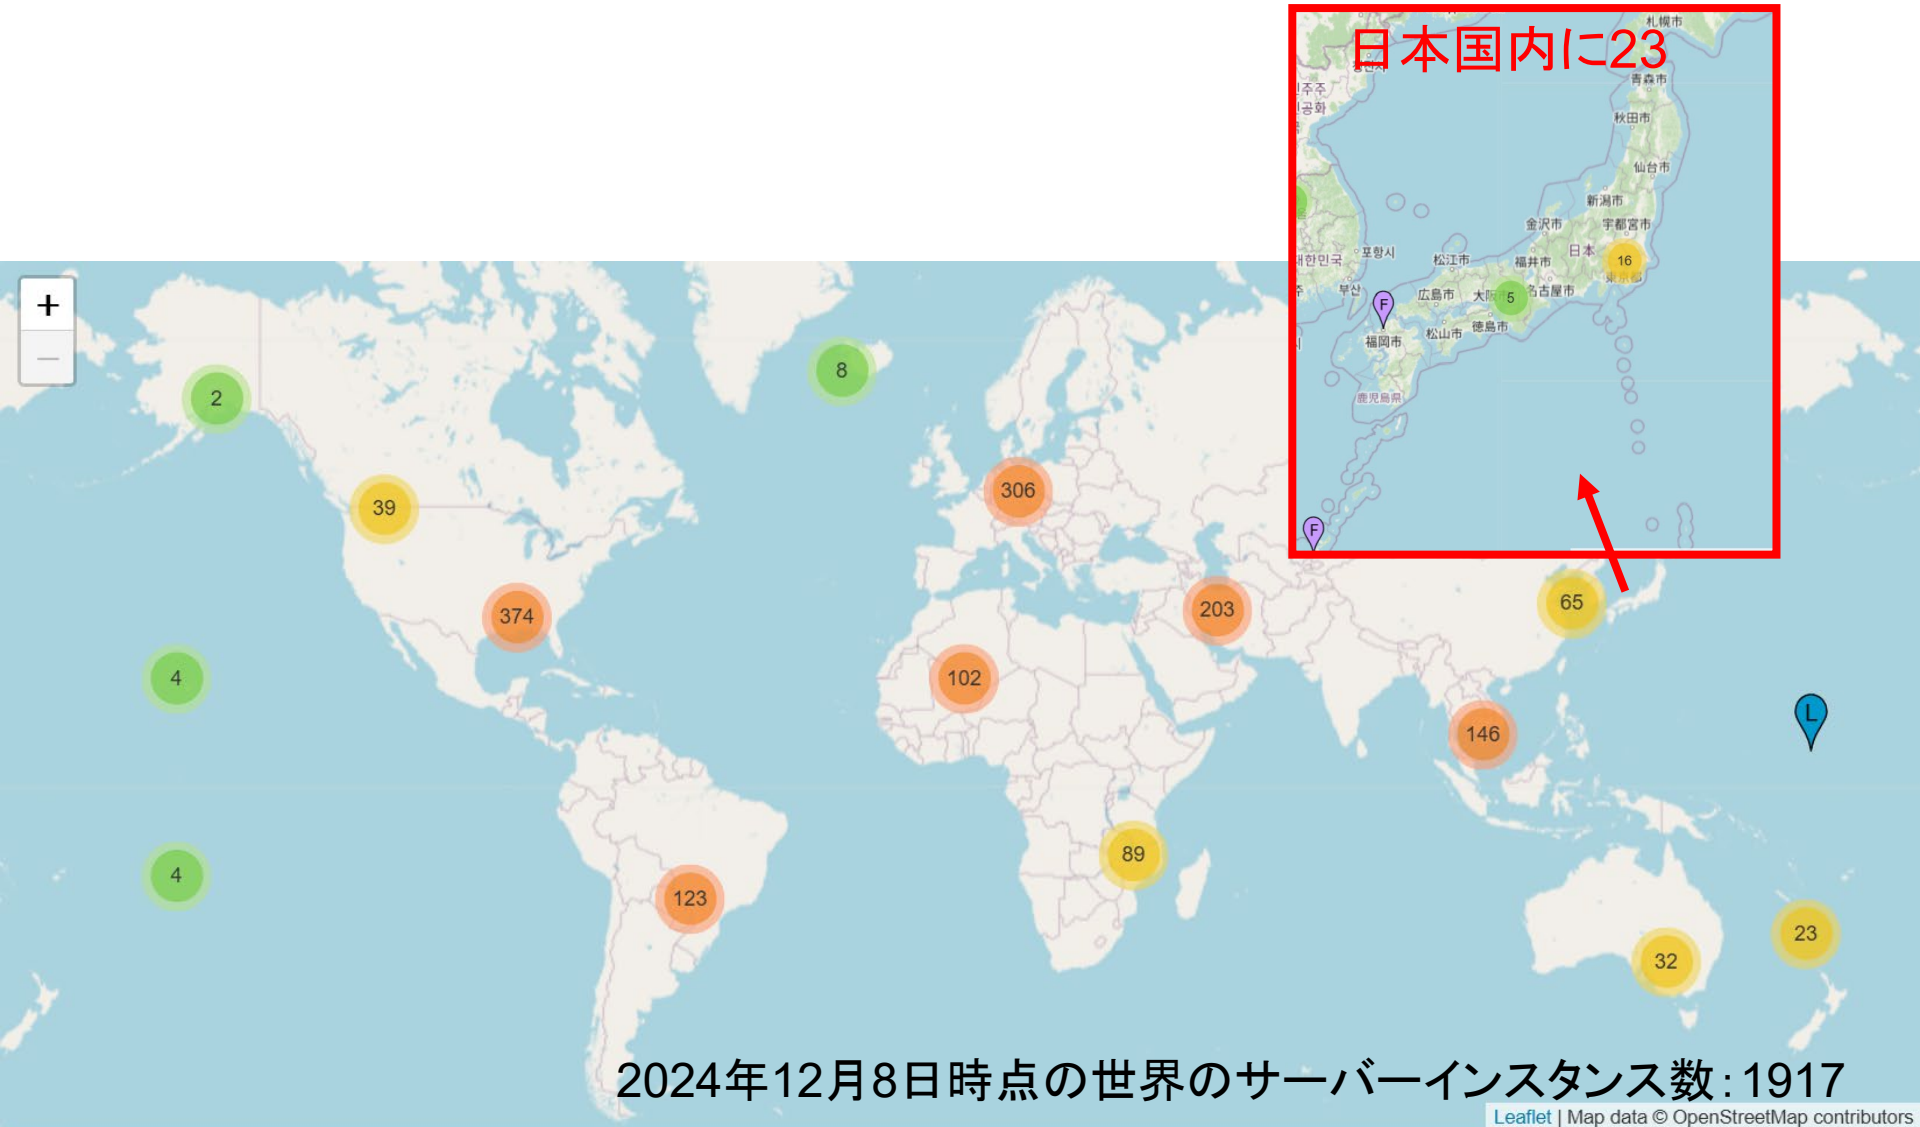 日本国内に23
札幌市
青森市
秋田市
仙台市
新潟市
金沢市
宇都宮市
日本
16
東京都
포항시
대한민국
부산
松江市
福井市
広島市
5
名古屋市
F
松山市
徳島市
福岡市
鹿児島県
F
+
−
2
8
39
306
374
203
65
4
102
146
L
89
4
123
23
32
2024年12月8日時点の世界のサーバーインスタンス数:1917
Leaflet | Map data © OpenStreetMap contributors